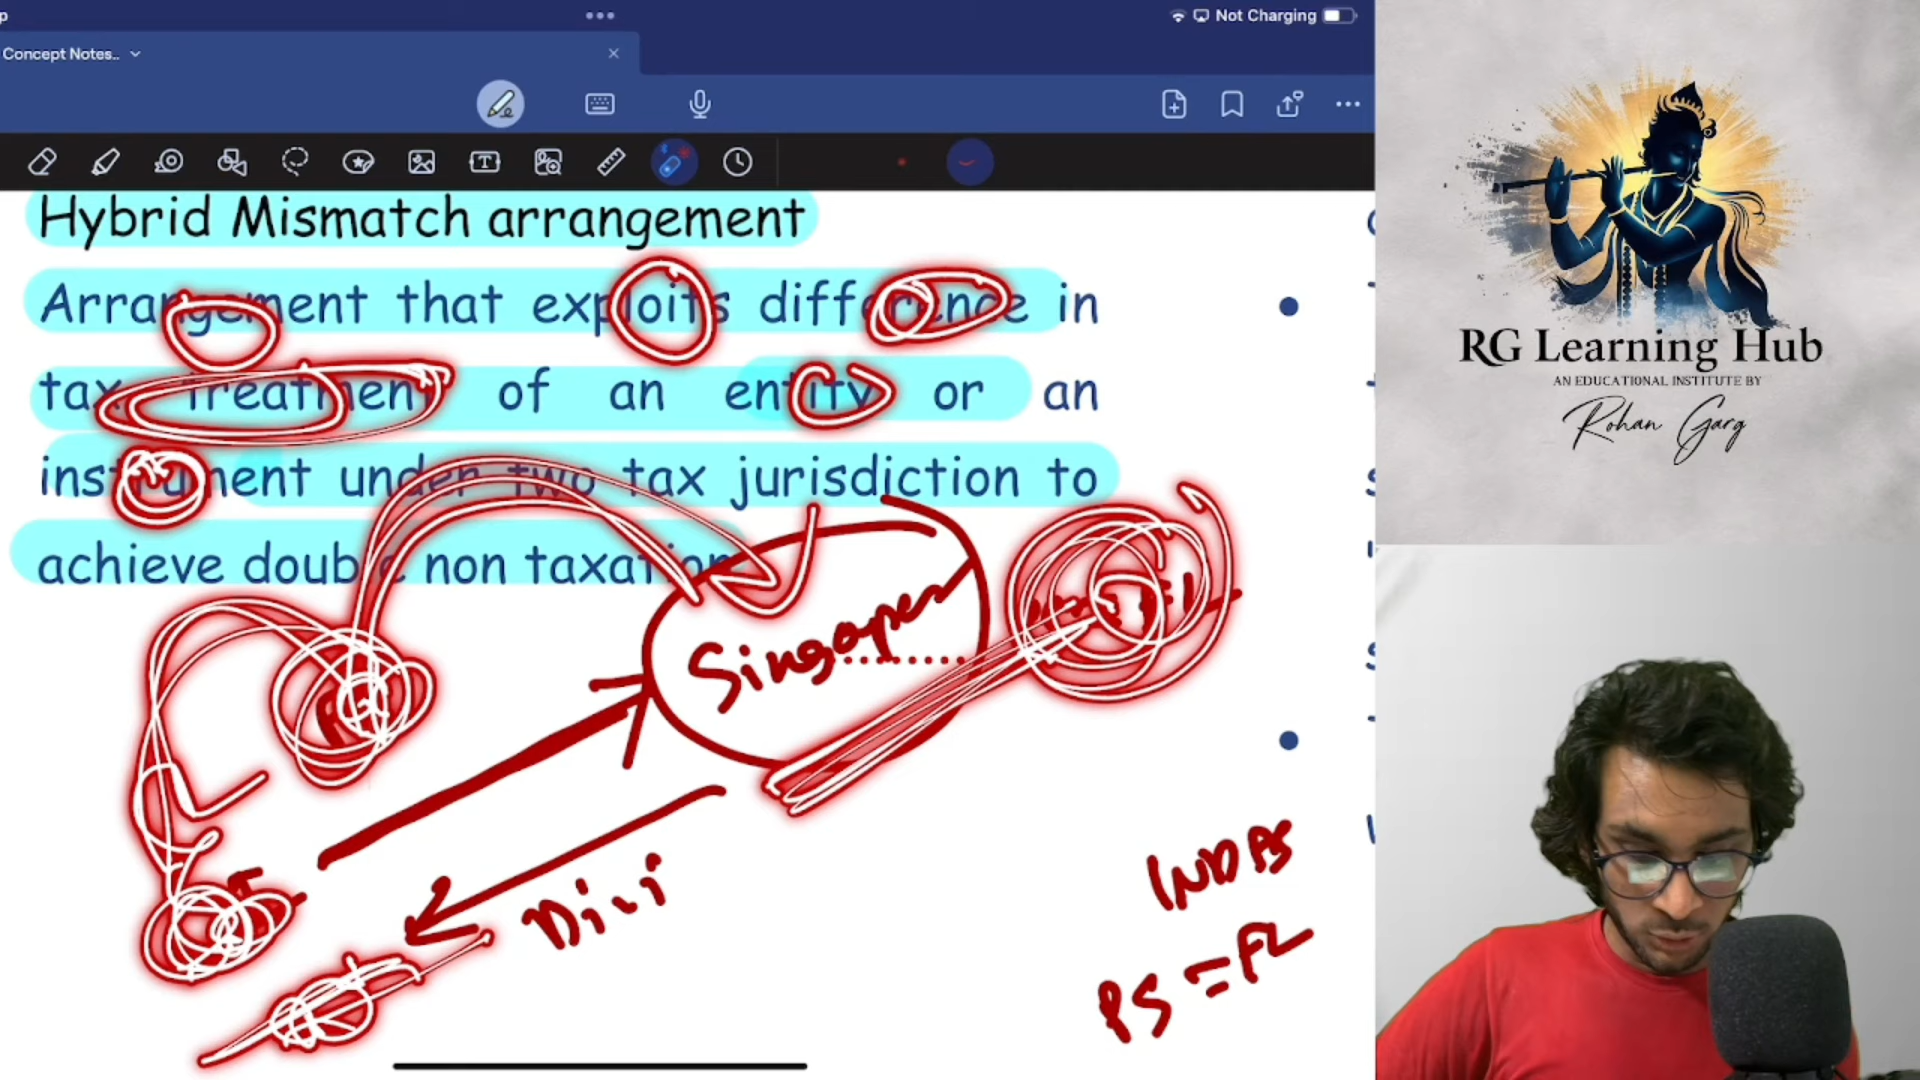 Not Charging
Concept Notes..
Hybrid Mismatch arrangement
Arrangement that exploits difference in
tax treatment of an entity or an
instrument under two tax jurisdiction to
achieve double non taxation
Singapore
Divi
IND AS
PS = FL
RG Learning Hub
AN EDUCATIONAL INSTITUTE BY
Rohan Garg